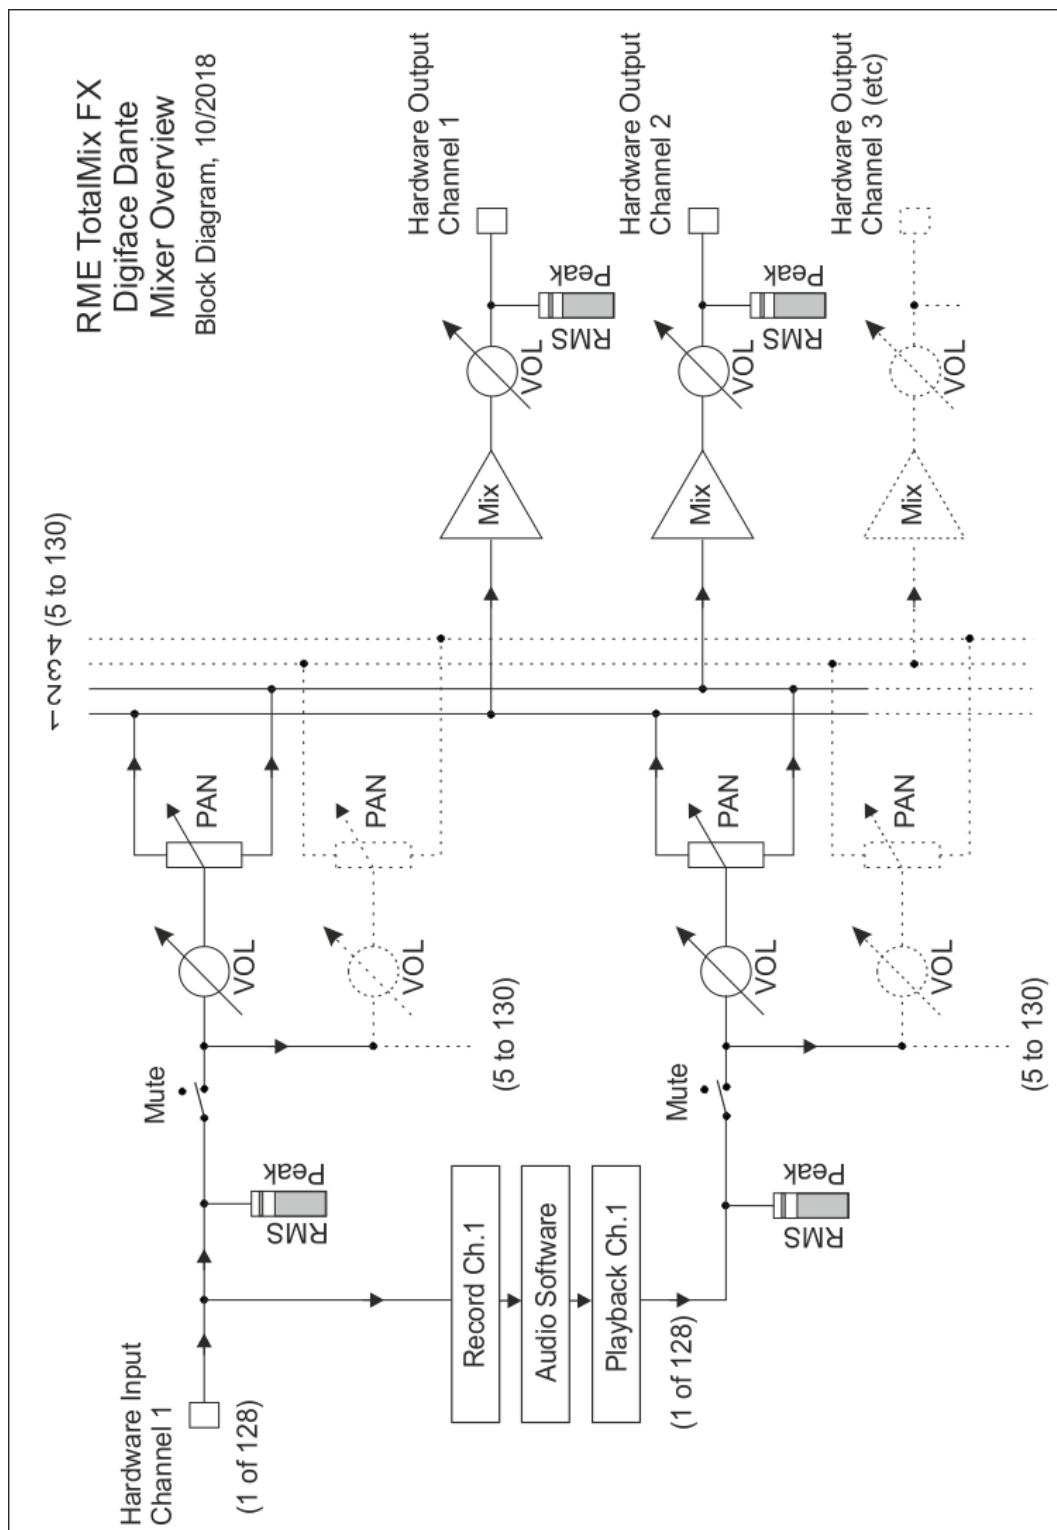 RME TotalMix FX
Digiface Dante
Mixer Overview
Block Diagram, 10/2018
Hardware Input
Channel 1
(1 of 128)
RMS
Peak
Mute
VOL
PAN
VOL
PAN
(5 to 130)
1 2 3 4 (5 to 130)
Record Ch.1
Audio Software
Playback Ch.1
(1 of 128)
RMS
Peak
Mute
VOL
PAN
VOL
PAN
(5 to 130)
Mix
VOL
RMS
Peak
Hardware Output
Channel 1
Mix
VOL
RMS
Peak
Hardware Output
Channel 2
Mix
VOL
Hardware Output
Channel 3 (etc)